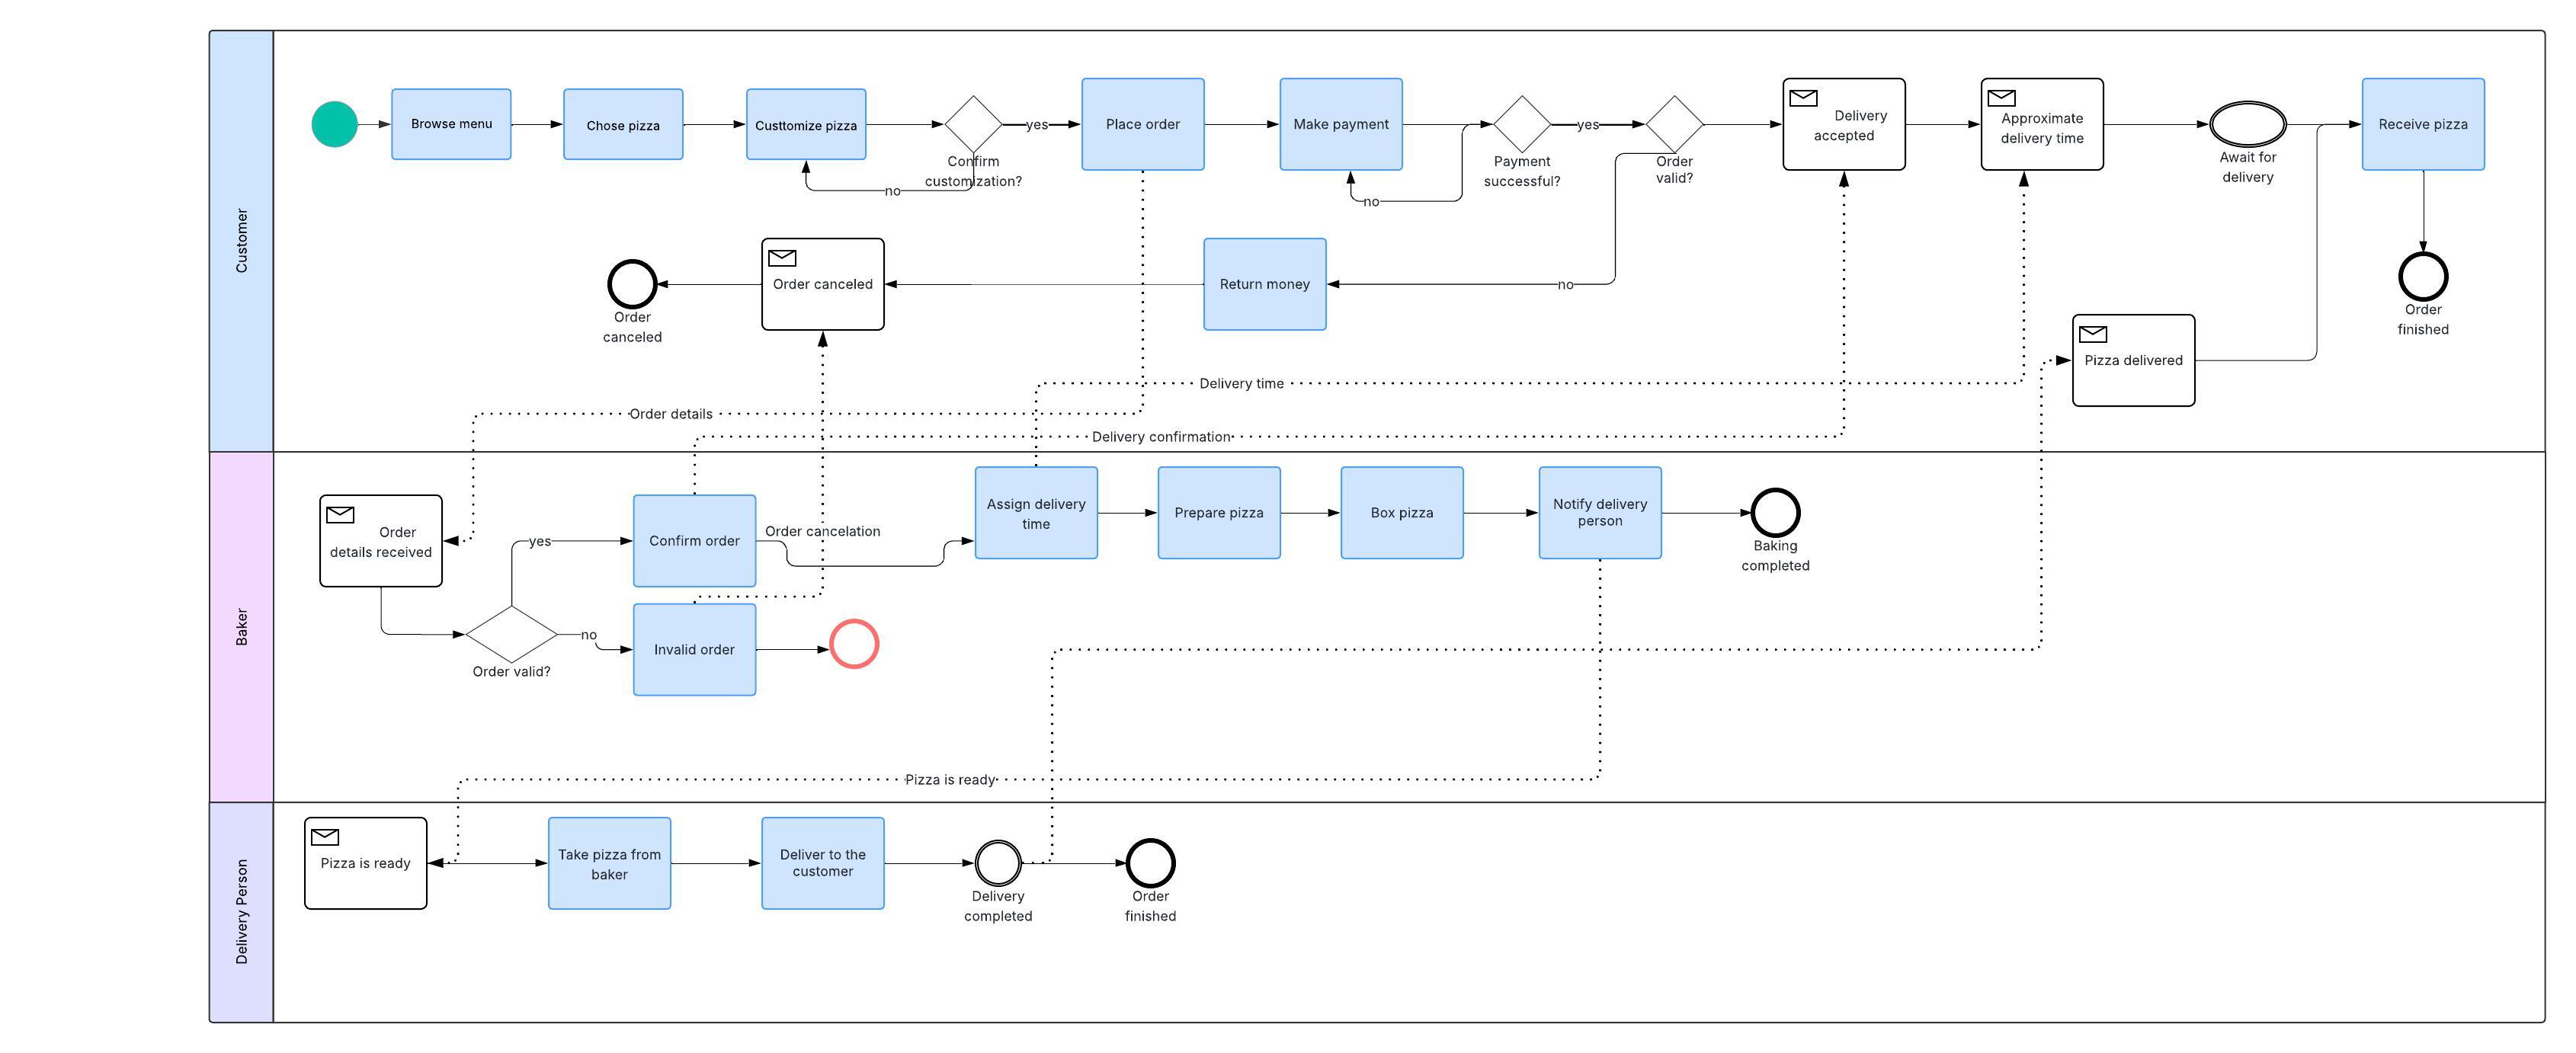 Customer
Browse menu
Chose pizza
Custtomize pizza
Confirm
customization?
yes
no
Place order
Make payment
no
Payment
successful?
yes
Order
valid?
Delivery
accepted
Approximate
delivery time
Await for
delivery
Receive pizza
Order
canceled
Order canceled
Return money
no
Order
finished
Pizza delivered
Delivery time
Order details
Delivery confirmation
Baker
Order
details received
yes
Order valid?
no
Confirm order
Order cancelation
Invalid order
Assign delivery
time
Prepare pizza
Box pizza
Notify delivery
person
Baking
completed
Pizza is ready
Delivery Person
Pizza is ready
Take pizza from
baker
Deliver to the
customer
Delivery
completed
Order
finished